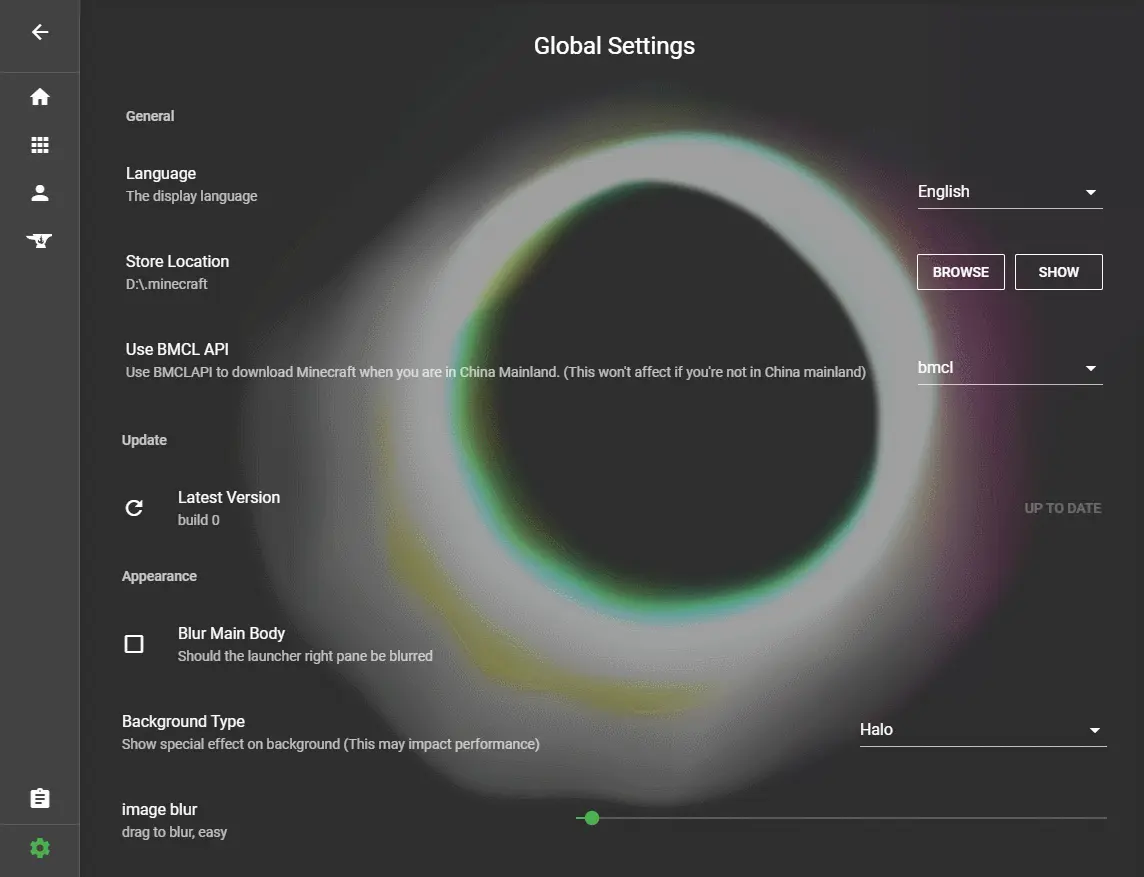 Global Settings
General
Language
The display language
English
Store Location
D:\.minecraft
BROWSE
SHOW
Use BMCL API
Use BMCLAPI to download Minecraft when you are in China Mainland. (This won't affect if you're not in China mainland)
bmcl
Update
Latest Version
build 0
UP TO DATE
Appearance
Blur Main Body
Should the launcher right pane be blurred
Background Type
Show special effect on background (This may impact performance)
Halo
image blur
drag to blur, easy